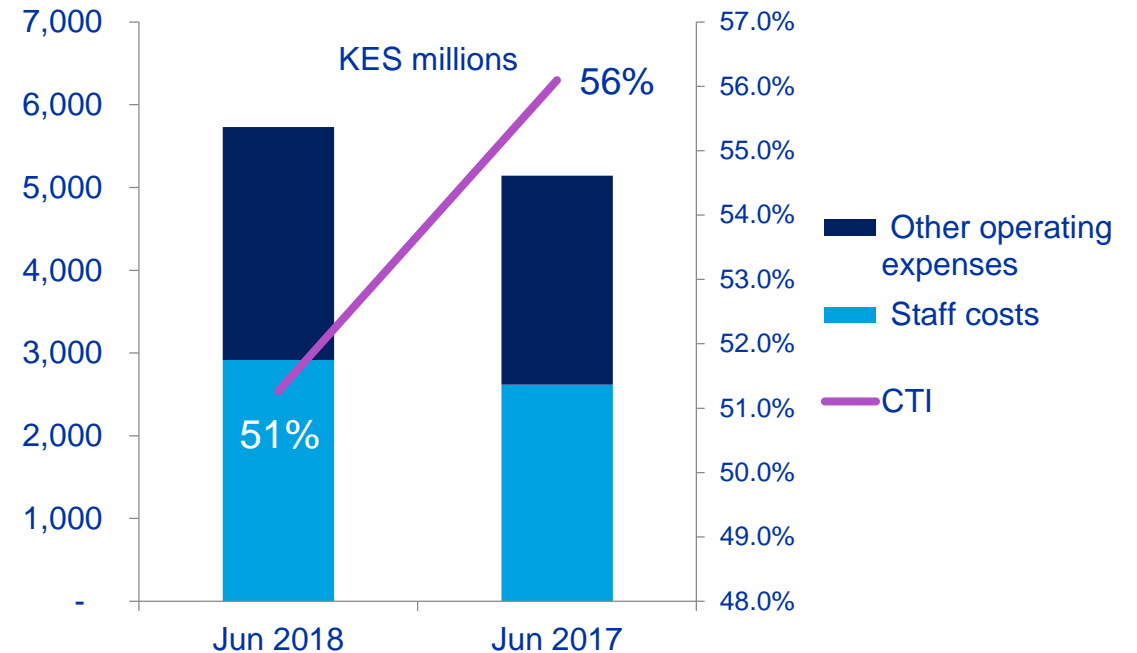 7,000
6,000
5,000
4,000
3,000
2,000
1,000
-
KES millions
56%
51%
57.0%
56.0%
55.0%
54.0%
53.0%
52.0%
51.0%
50.0%
49.0%
48.0%
Jun 2018
Jun 2017
Other operating
expenses
Staff costs
CTI